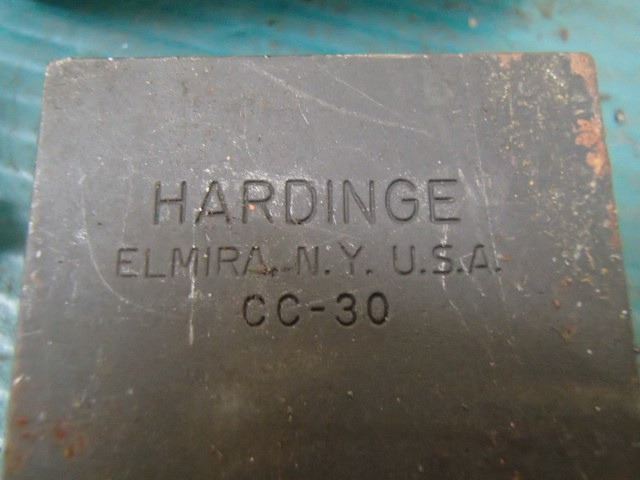 HARDINGE
ELMIRA, N.Y. U.S.A.
CC-30